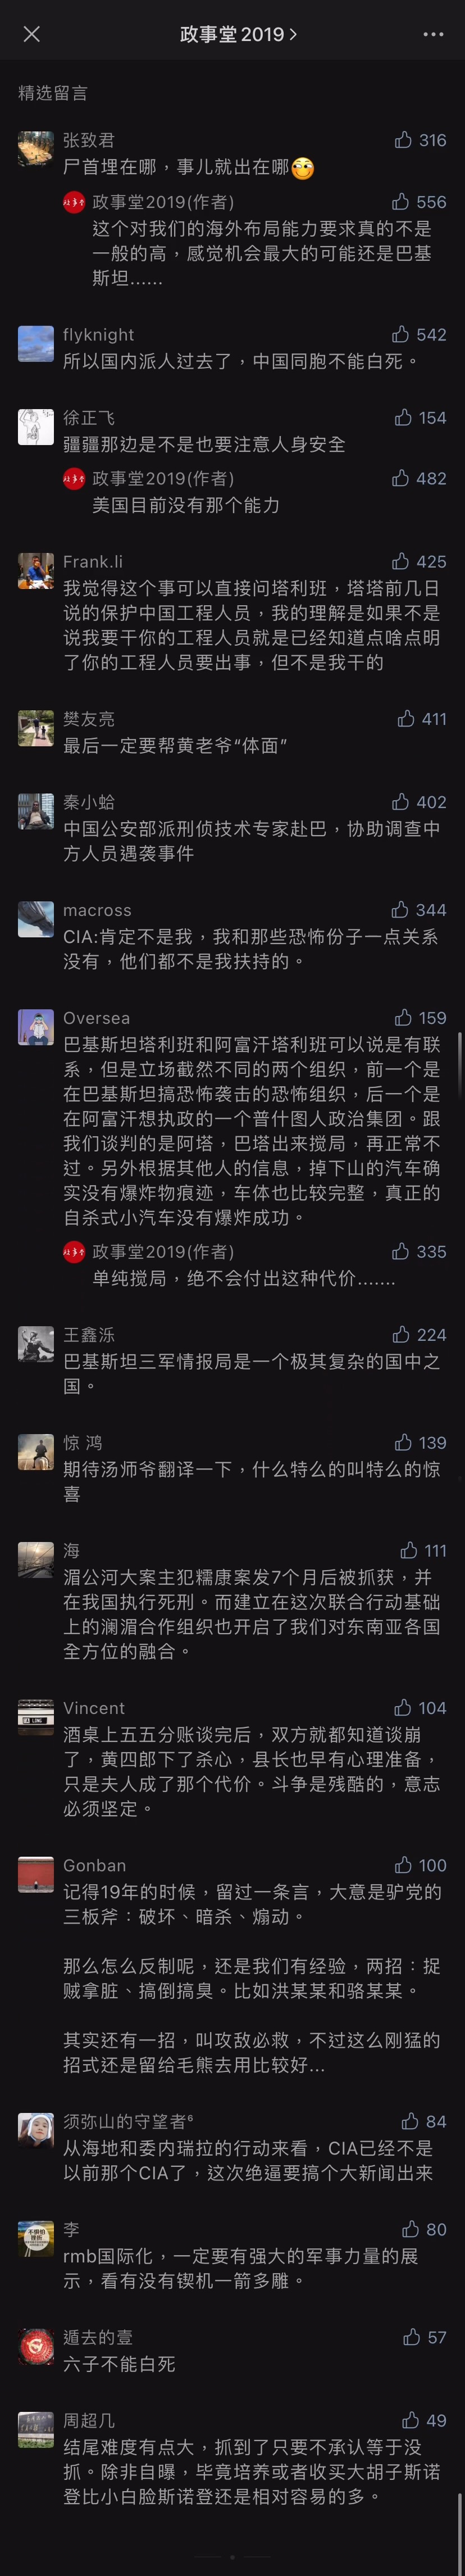 政事堂2019
精选留言
张致君 316
尸首埋在哪，事儿就出在哪
政事堂2019(作者) 556
这个对我们的海外布局能力要求真的不是
一般的高，感觉机会最大的可能还是巴基
斯坦......
flyknight 542
所以国内派人过去了，中国同胞不能白死。
徐正飞 154
疆疆那边是不是也要注意人身安全
政事堂2019(作者) 482
美国目前没有那个能力
Frank.li 425
我觉得这个事可以直接问塔利班，塔塔前几日
说的保护中国工程人员，我的理解是如果不是
说我要干你的工程人员就是已经知道点啥点明
了你的工程人员要出事，但不是我干的
樊友亮 411
最后一定要帮黄老爷“体面”
秦小蛤 402
中国公安部派刑侦技术专家赴巴，协助调查中
方人员遇袭事件
macross 344
CIA:肯定不是我，我和那些恐怖份子一点关系
没有，他们都不是我扶持的。
Oversea 159
巴基斯坦塔利班和阿富汗塔利班可以说是有联
系，但是立场截然不同的两个组织，前一个是
在巴基斯坦搞恐怖袭击的恐怖组织，后一个是
在阿富汗想执政的一个普什图人政治集团。跟
我们谈判的是阿塔，巴塔出来搅局，再正常不
过。另外根据其他人的信息，掉下山的汽车确
实没有爆炸物痕迹，车体也比较完整，真正的
自杀式小汽车没有爆炸成功。
政事堂2019(作者) 335
单纯搅局，绝不会付出这种代价.......
王鑫泺 224
巴基斯坦三军情报局是一个极其复杂的国中之
国。
惊 鸿 139
期待汤师爷翻译一下，什么特么的叫特么的惊
喜
海 111
湄公河大案主犯糯康案发7个月后被抓获，并
在我国执行死刑。而建立在这次联合行动基础
上的澜湄合作组织也开启了我们对东南亚各国
全方位的融合。
Vincent 104
酒桌上五五分账谈完后，双方就都知道谈崩
了，黄四郎下了杀心，县长也早有心理准备，
只是夫人成了那个代价。斗争是残酷的，意志
必须坚定。
Gonban 100
记得19年的时候，留过一条言，大意是驴党的
三板斧：破坏、暗杀、煽动。
那么怎么反制呢，还是我们有经验，两招：捉
贼拿脏、搞倒搞臭。比如洪某某和骆某某。
其实还有一招，叫攻敌必救，不过这么刚猛的
招式还是留给毛熊去用比较好...
须弥山的守望者⁶ 84
从海地和委内瑞拉的行动来看，CIA已经不是
以前那个CIA了，这次绝逼要搞个大新闻出来
李 80
rmb国际化，一定要有强大的军事力量的展
示，看有没有锲机一箭多雕。
遁去的壹 57
六子不能白死
周超几 49
结尾难度有点大，抓到了只要不承认等于没
抓。除非自曝，毕竟培养或者收买大胡子斯诺
登比小白脸斯诺登还是相对容易的多。